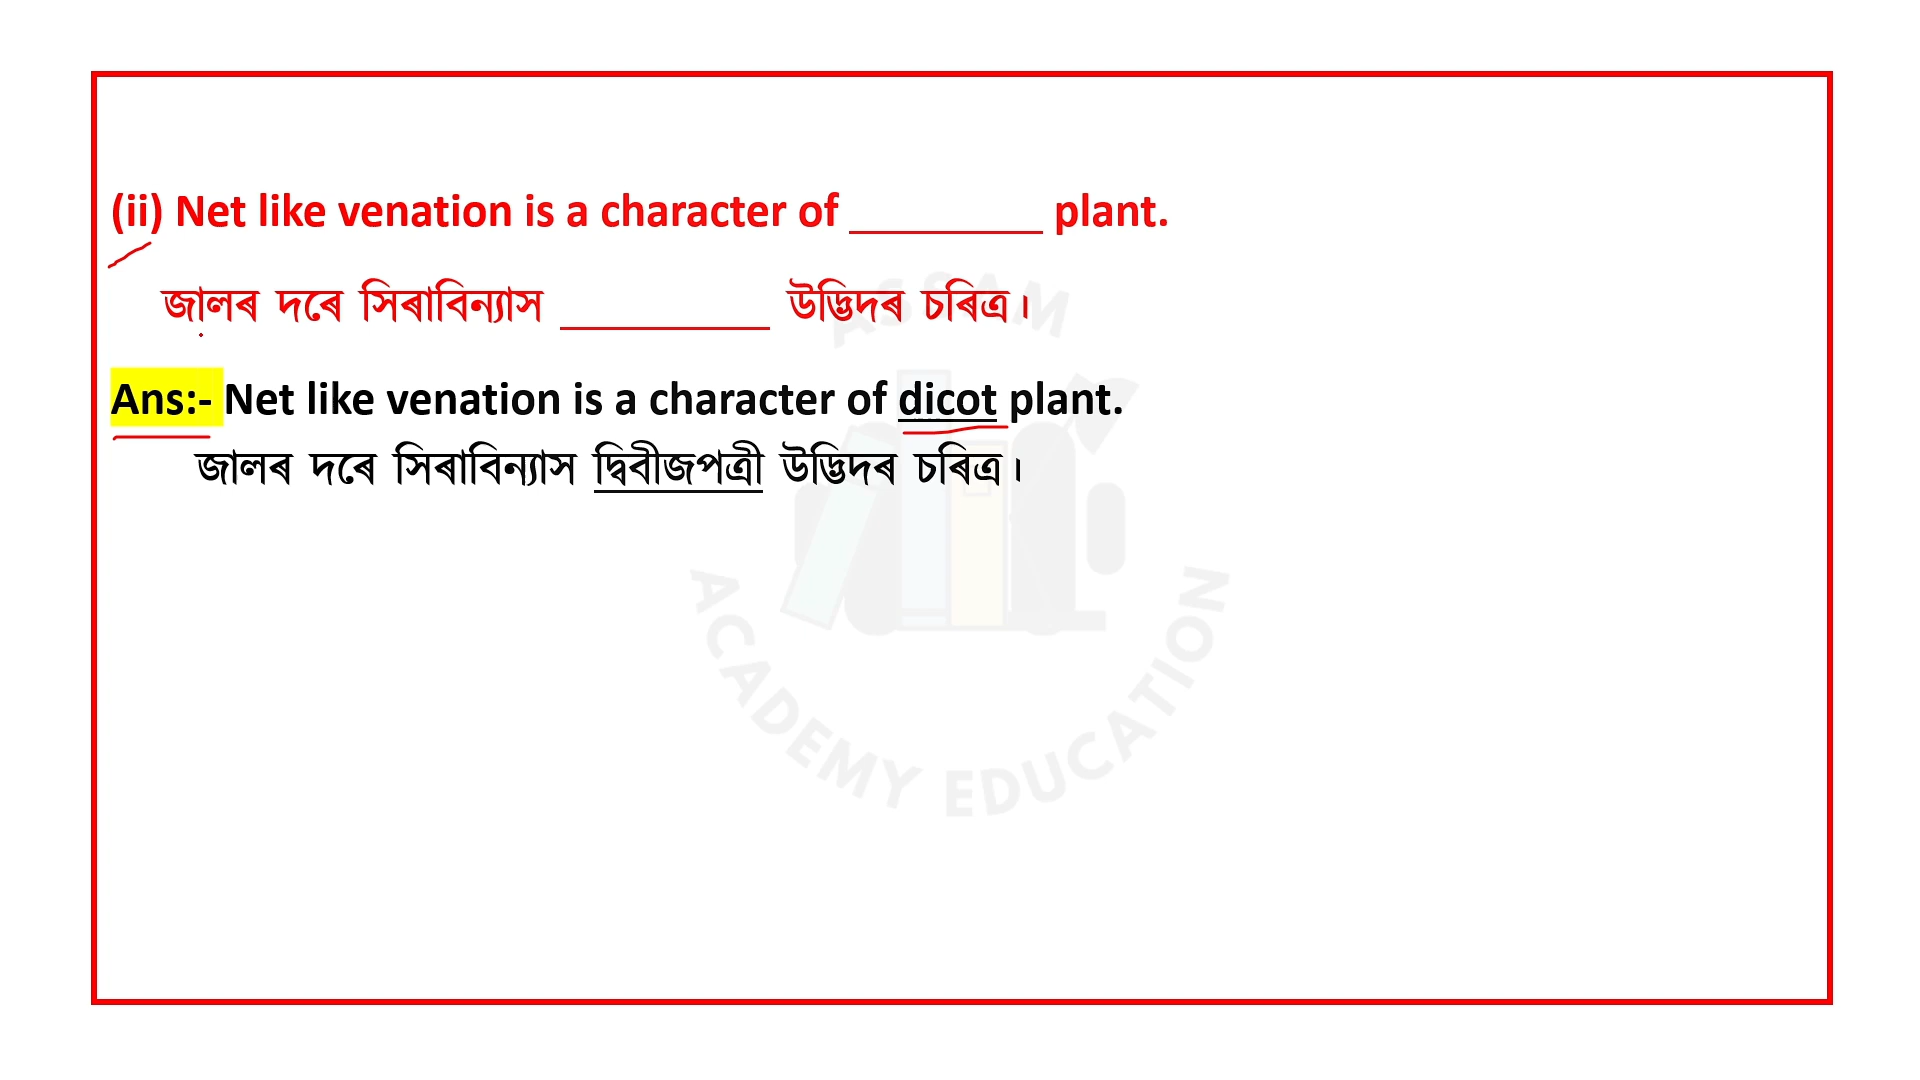 (ii) Net like venation is a character of _________ plant.
জালৰ দৰে সিৰাবিন্যাস _________ উদ্ভিদৰ চৰিত্ৰ।
Ans:- Net like venation is a character of dicot plant.
জালৰ দৰে সিৰাবিন্যাস দ্বিবীজপত্ৰী উদ্ভিদৰ চৰিত্ৰ।
ASSAM
ACADEMY EDUCATION